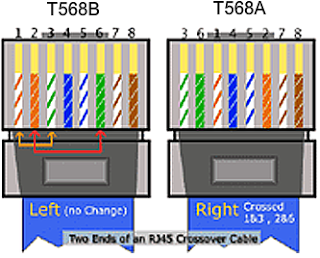 T568B
T568A
1 2 3 4 5 6 7 8
3 6 1 4 5 2 7 8
Left (no Change)
Right Crossed
1&3 , 2&6
Two Ends of an RJ45 Crossover Cable